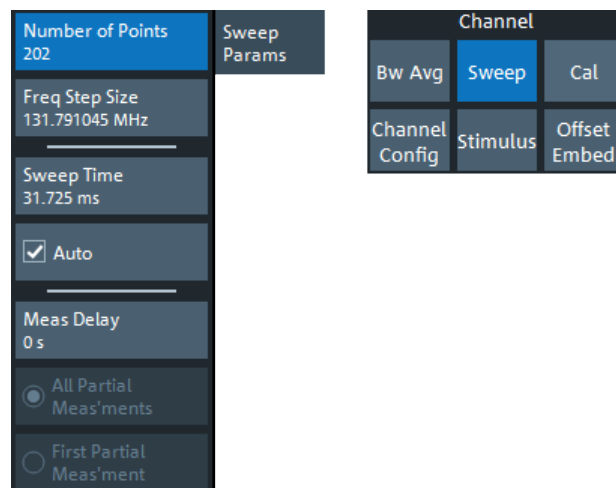 Number of Points
202
Freq Step Size
131.791045 MHz
Sweep Time
31.725 ms
Auto
Meas Delay
0 s
All Partial
Meas'ments
First Partial
Meas'ment
Sweep
Params
Channel
Bw Avg
Sweep
Cal
Channel
Config
Stimulus
Offset
Embed